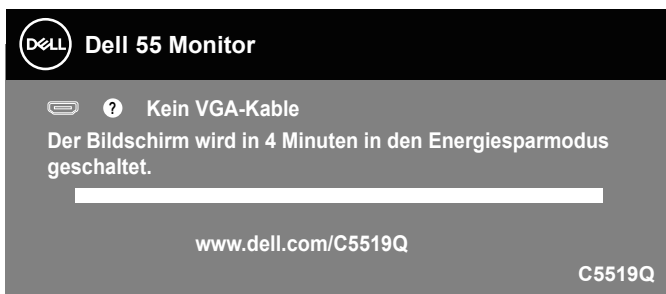 DELL Dell 55 Monitor
? Kein VGA-Kable
Der Bildschirm wird in 4 Minuten in den Energiesparmodus
geschaltet.
www.dell.com/C5519Q
C5519Q